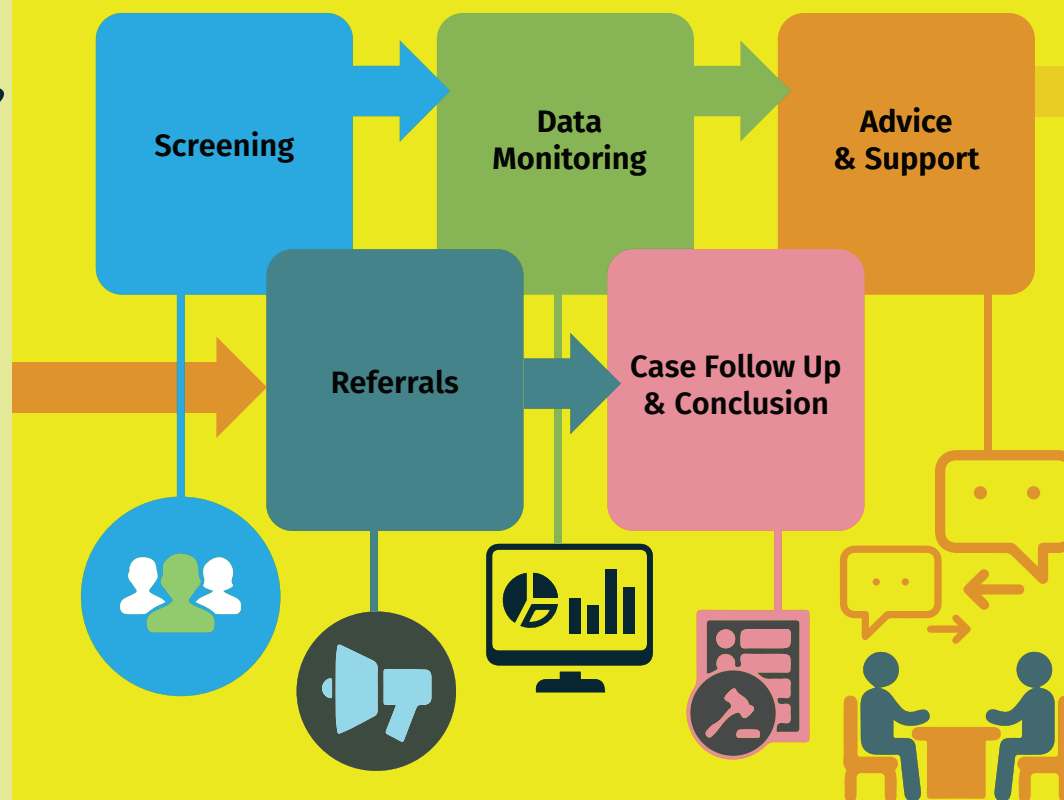 Screening
Data
Monitoring
Advice
& Support
Referrals
Case Follow Up
& Conclusion